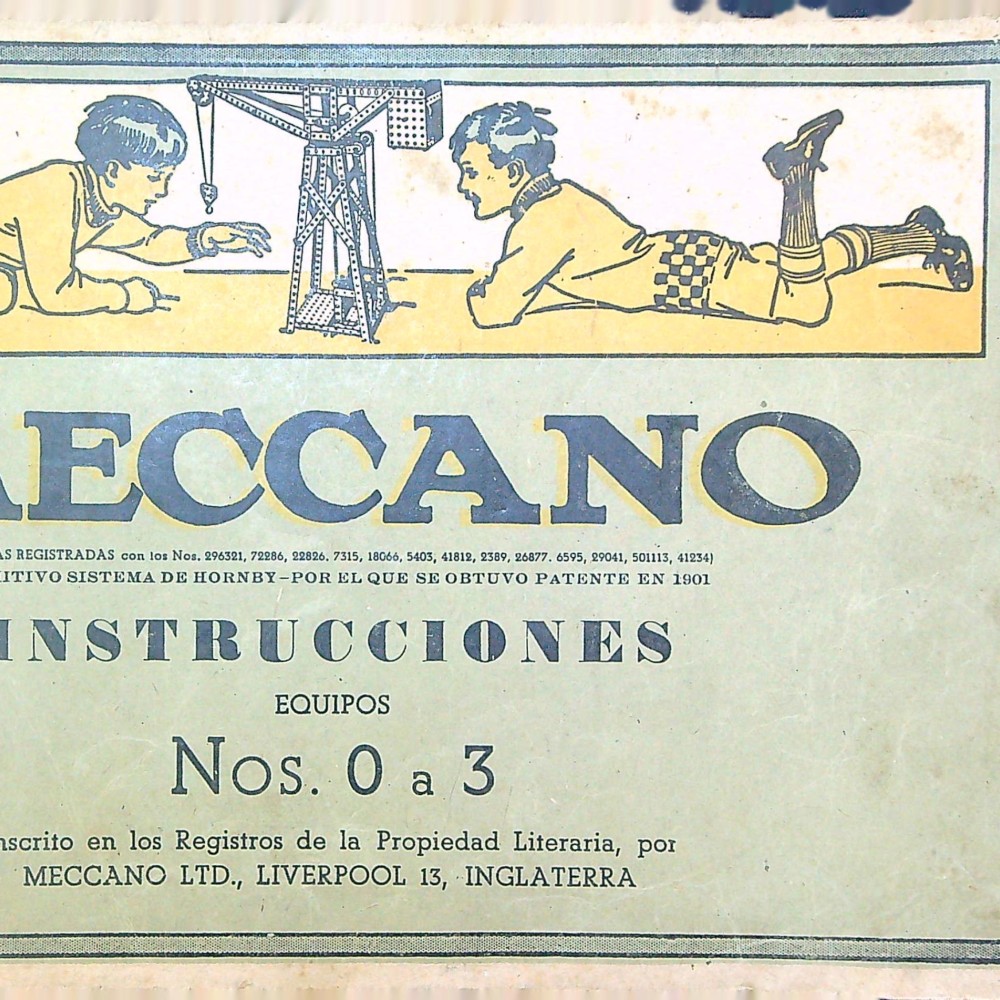 MECCANO
AS REGISTRADAS con los Nos. 296321, 72286, 22826. 7315, 18066, 5403, 41812, 2389, 26877. 6595, 29041, 501113, 41234)
ITIVO SISTEMA DE HORNBY–POR EL QUE SE OBTUVO PATENTE EN 1901
INSTRUCCIONES
EQUIPOS
Nos. 0 a 3
nscrito en los Registros de la Propiedad Literaria, por
MECCANO LTD., LIVERPOOL 13, INGLATERRA